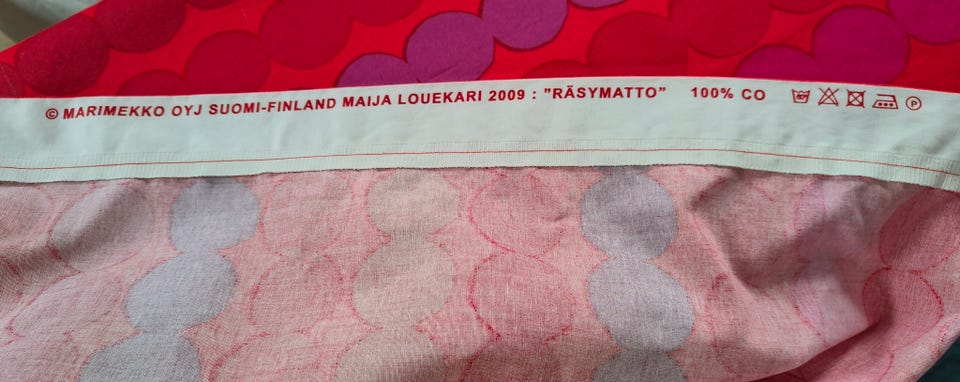 © MARIMEKKO OYJ SUOMI-FINLAND MAIJA LOUEKARI 2009 : "RÄSYMATTO" 100% CO